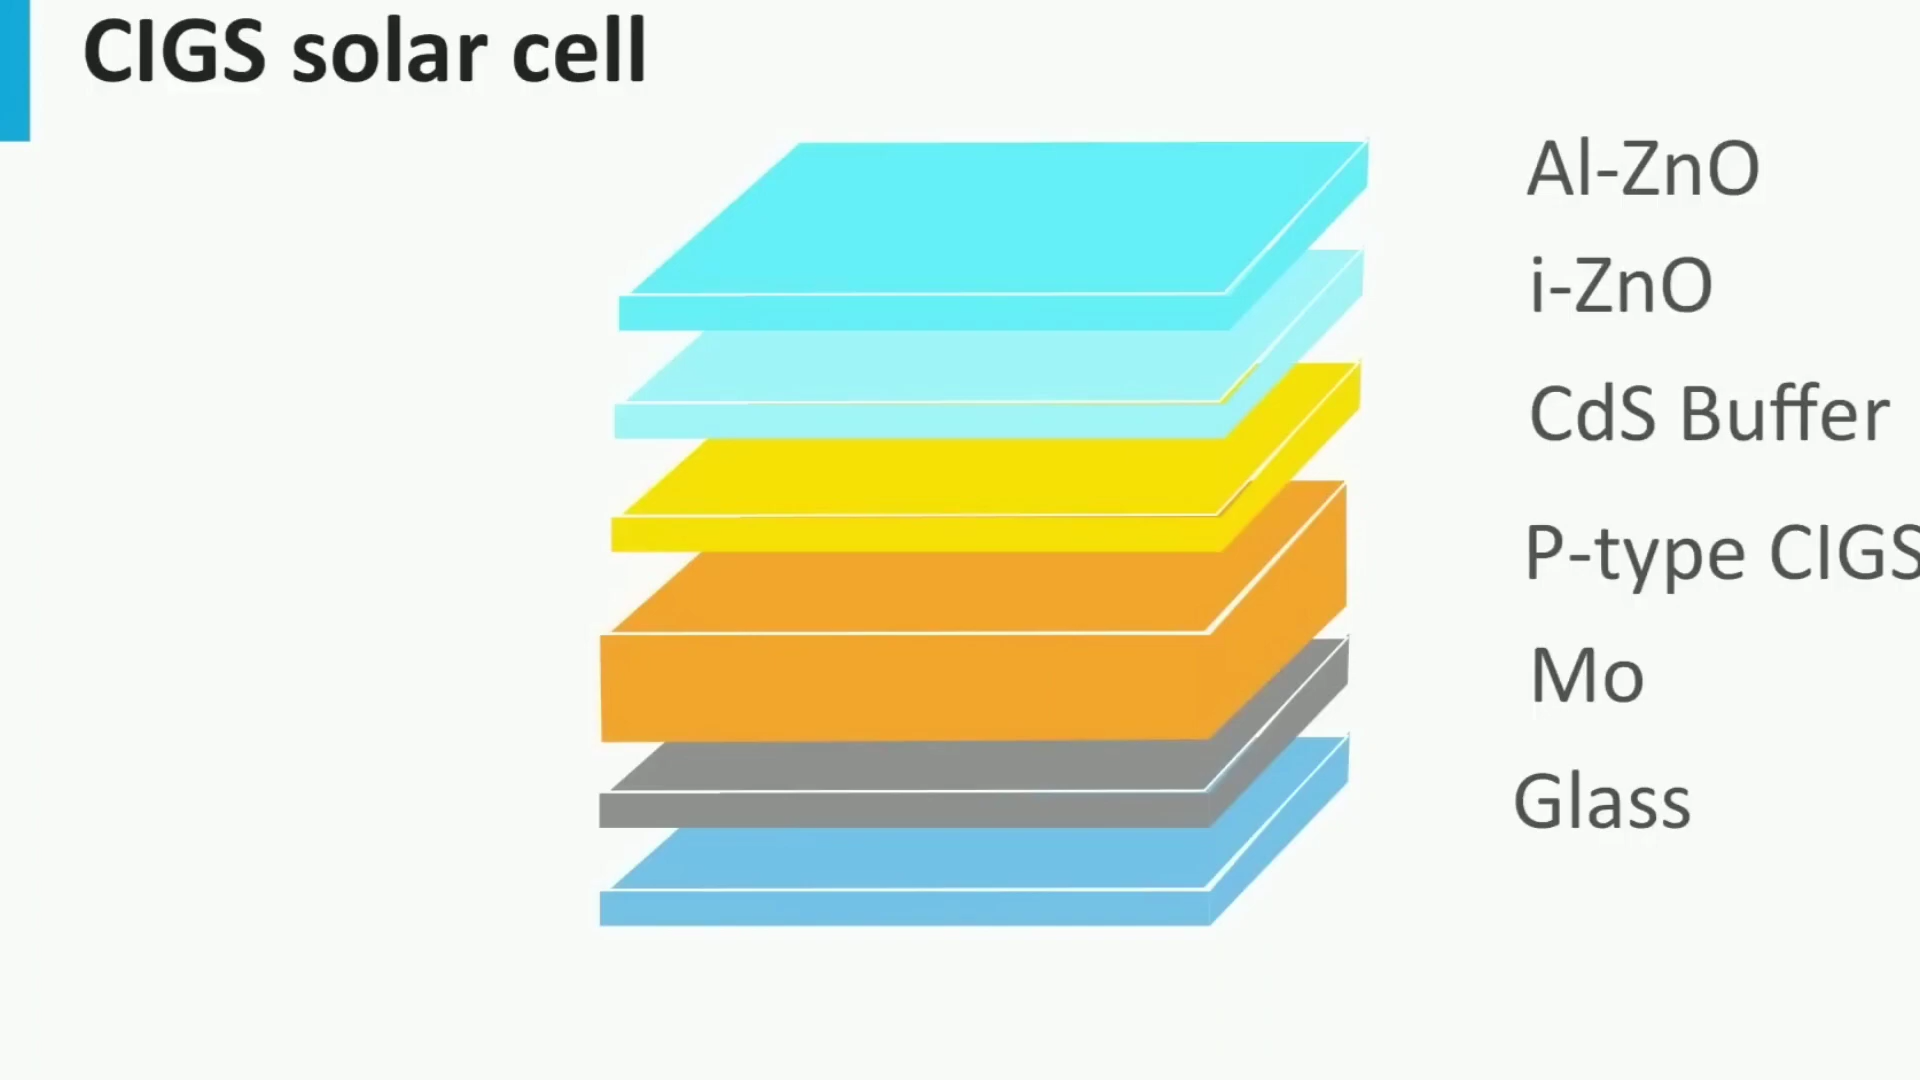 CIGS solar cell
Al-ZnO
i-ZnO
CdS Buffer
P-type CIGS
Mo
Glass